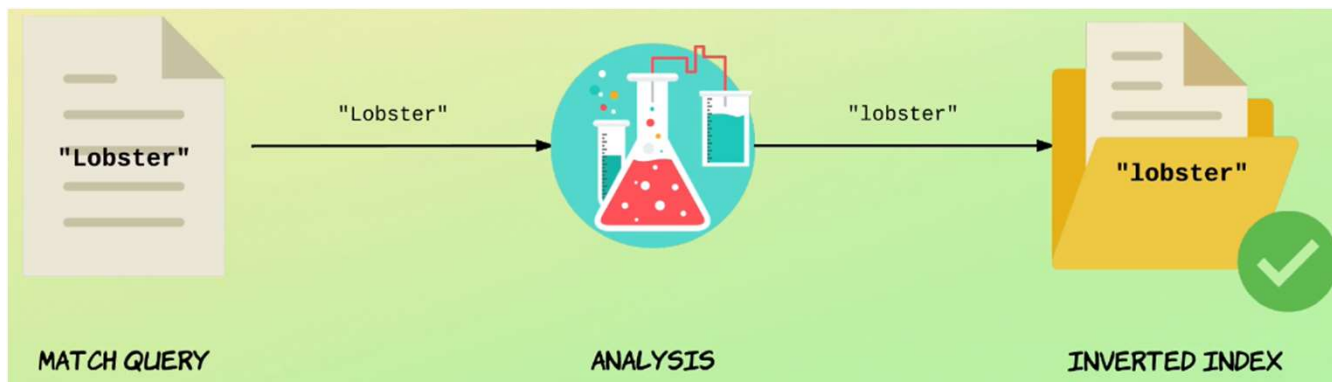 "Lobster"
"Lobster"
"lobster"
"lobster"
MATCH QUERY
ANALYSIS
INVERTED INDEX